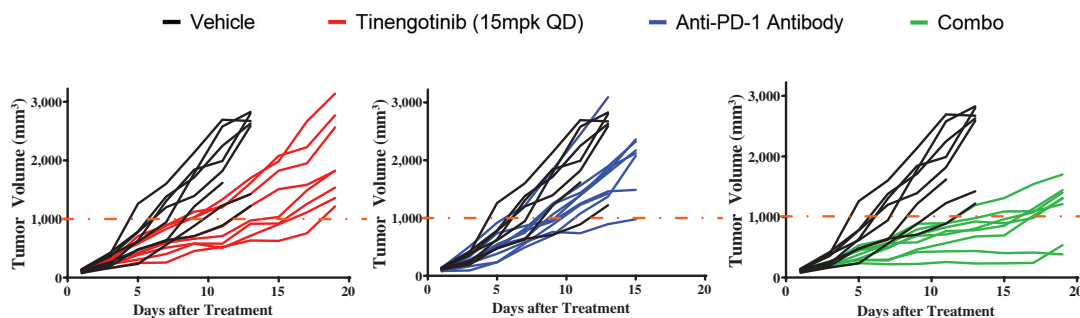 Vehicle Tinengotinib (15mpk QD) Anti-PD-1 Antibody Combo
Tumor Volume (mm³)
3,000
2,000
1,000
0
0 5 10 15 20
Days after Treatment
Tumor Volume (mm³)
3,000
2,000
1,000
0
0 5 10 15 20
Days after Treatment
Tumor Volume (mm³)
3,000
2,000
1,000
0
0 5 10 15 20
Days after Treatment